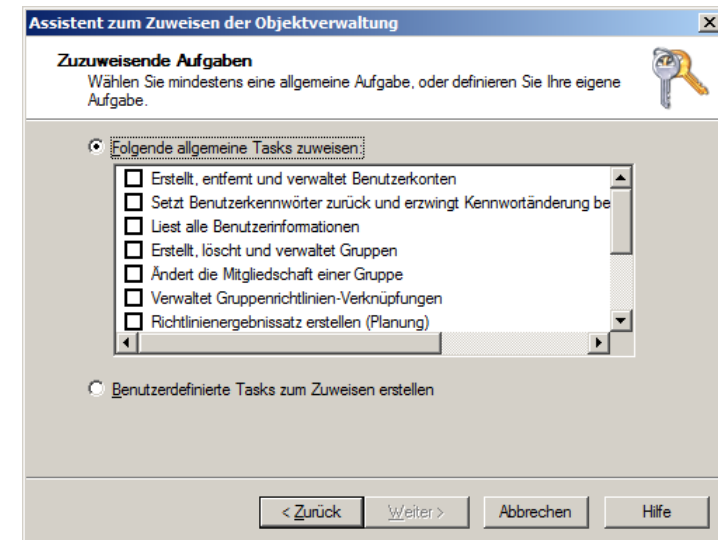 Assistent zum Zuweisen der Objektverwaltung
Zuzuweisende Aufgaben
Wählen Sie mindestens eine allgemeine Aufgabe, oder definieren Sie Ihre eigene
Aufgabe.
Folgende allgemeine Tasks zuweisen:
Erstellt, entfernt und verwaltet Benutzerkonten
Setzt Benutzerkennwörter zurück und erzwingt Kennwortänderung be
Liest alle Benutzerinformationen
Erstellt, löscht und verwaltet Gruppen
Ändert die Mitgliedschaft einer Gruppe
Verwaltet Gruppenrichtlinien-Verknüpfungen
Richtlinienergebnissatz erstellen (Planung)
Benutzerdefinierte Tasks zum Zuweisen erstellen
< Zurück Weiter > Abbrechen Hilfe